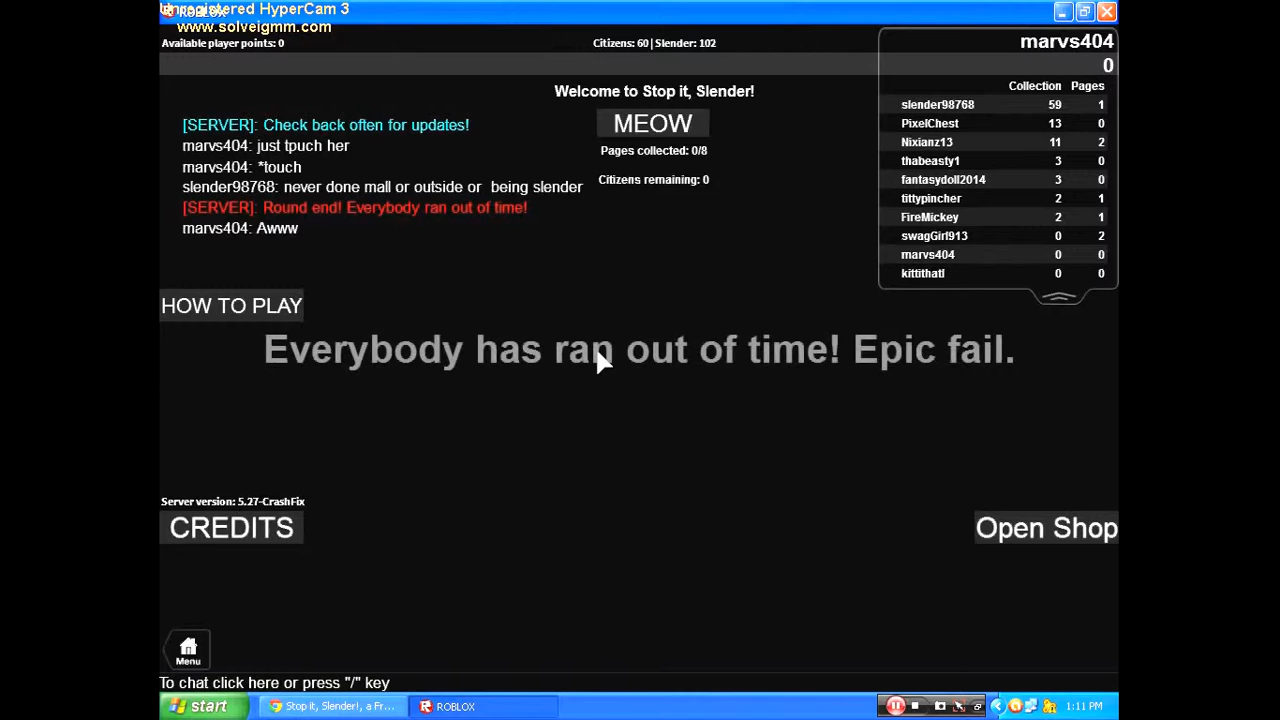 Unregistered HyperCam 3
www.solveigmm.com
Available player points: 0
Citizens: 60 | Slender: 102
marvs404
0
Collection Pages
slender98768 59 1
PixelChest 13 0
Nixianz13 11 2
thabeasty1 3 0
fantasydoll2014 3 0
tittypincher 2 1
FireMickey 2 1
swagGirl913 0 2
marvs404 0 0
kittithatl 0 0
Welcome to Stop it, Slender!
MEOW
Pages collected: 0/8
Citizens remaining: 0
[SERVER]: Check back often for updates!
marvs404: just tpuch her
marvs404: *touch
slender98768: never done mall or outside or  being slender
[SERVER]: Round end! Everybody ran out of time!
marvs404: Awww
HOW TO PLAY
Everybody has ran out of time! Epic fail.
Server version: 5.27-CrashFix
CREDITS
Open Shop
Menu
To chat click here or press "/" key
start
Stop it, Slender!, a Fr...
ROBLOX
1:11 PM